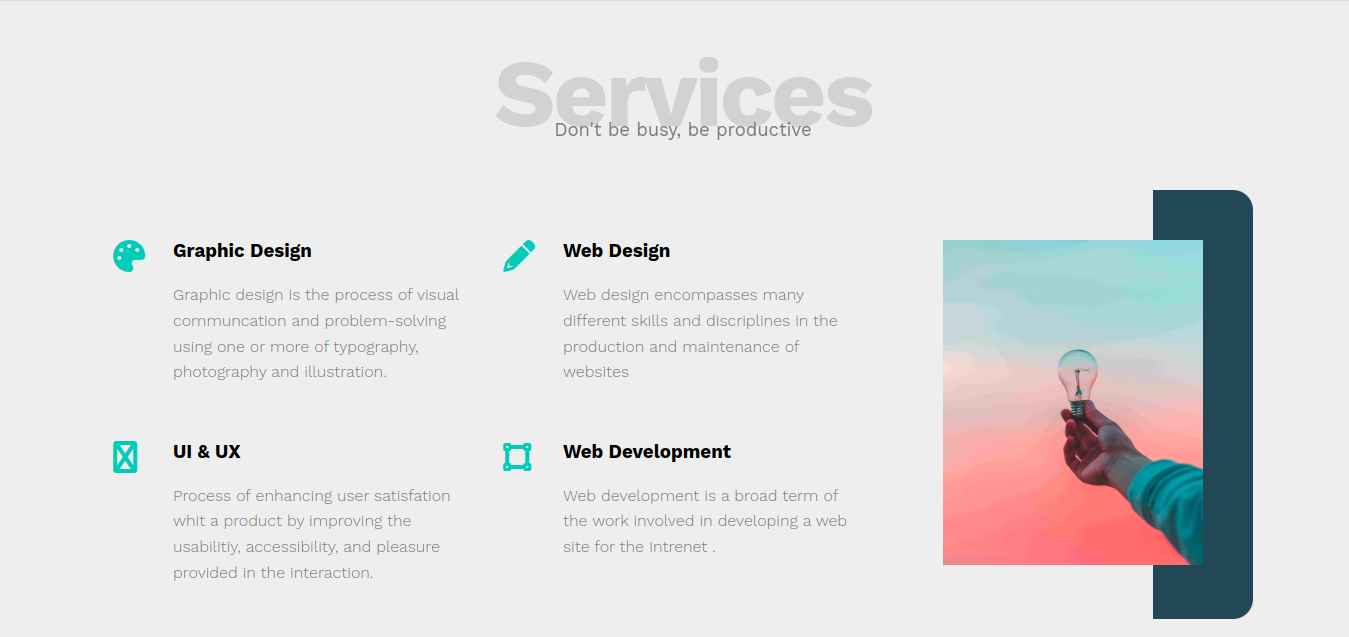 Services
Don't be busy, be productive
Graphic Design
Graphic design is the process of visual
communcation and problem-solving
using one or more of typography,
photography and illustration.
Web Design
Web design encompasses many
different skills and discriplines in the
production and maintenance of
websites
UI & UX
Process of enhancing user satisfation
whit a product by improving the
usabilitiy, accessibility, and pleasure
provided in the interaction.
Web Development
Web development is a broad term of
the work involved in developing a web
site for the Intrenet .